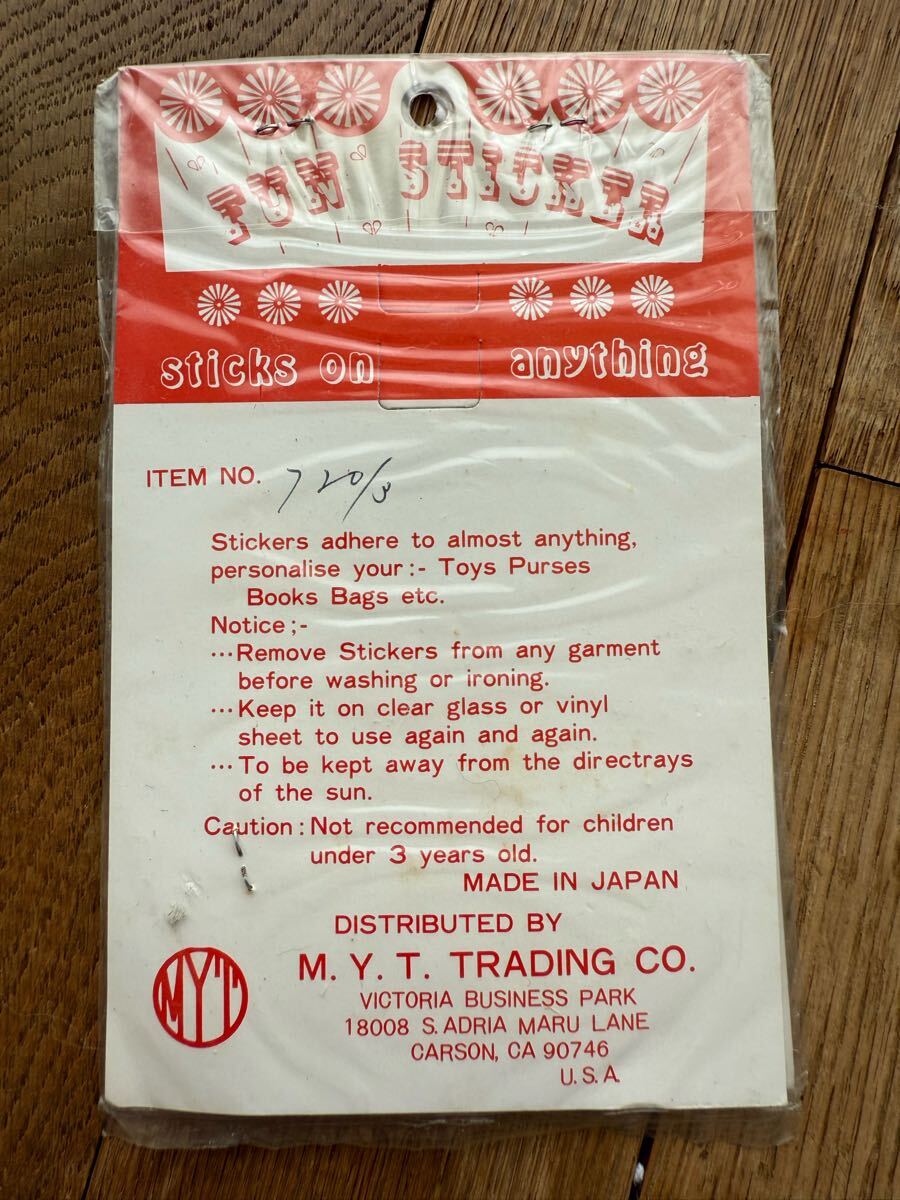 FUN STICKER
sticks on anything
ITEM NO. 720/3
Stickers adhere to almost anything,
personalise your:- Toys Purses
Books Bags etc.
Notice;-
…Remove Stickers from any garment
before washing or ironing.
…Keep it on clear glass or vinyl
sheet to use again and again.
…To be kept away from the directrays
of the sun.
Caution: Not recommended for children
under 3 years old.
MADE IN JAPAN
DISTRIBUTED BY
MYT
M. Y. T. TRADING CO.
VICTORIA BUSINESS PARK
18008 S. ADRIA MARU LANE
CARSON, CA 90746
U.S.A.